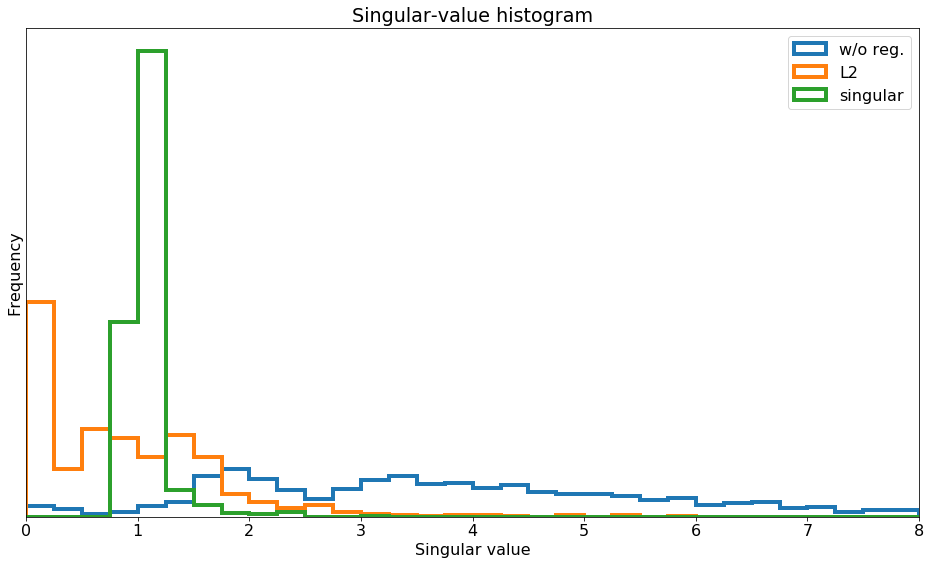 Singular-value histogram
w/o reg.
L2
singular
Frequency
0 1 2 3 4 5 6 7 8
Singular value